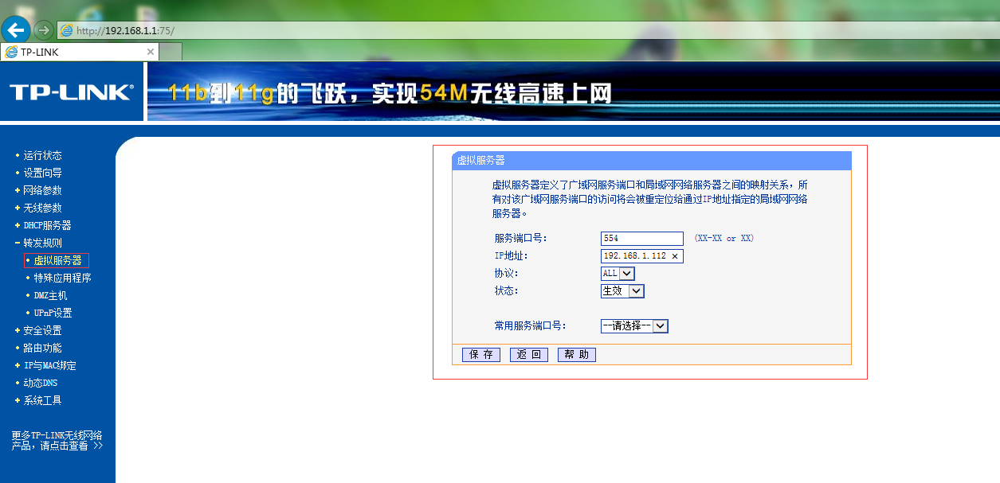 http://192.168.1.1:75/
TP-LINK
TP-LINK®
11b到11g的飞跃，实现54M无线高速上网
• 运行状态
• 设置向导
+ 网络参数
+ 无线参数
+ DHCP服务器
- 转发规则
• 虚拟服务器
• 特殊应用程序
• DMZ主机
• UPnP设置
+ 安全设置
• 路由功能
+ IP与MAC绑定
• 动态DNS
+ 系统工具
更多TP-LINK无线网络
产品，请点击查看 >>
虚拟服务器
虚拟服务器定义了广域网服务端口和局域网网络服务器之间的映射关系，所
有对该广域网服务端口的访问将会被重定位给通过IP地址指定的局域网网络
服务器。
服务端口号： 554 (XX-XX or XX)
IP地址： 192.168.1.112
协议： ALL
状态： 生效
常用服务端口号： --请选择--
保 存 返 回 帮 助